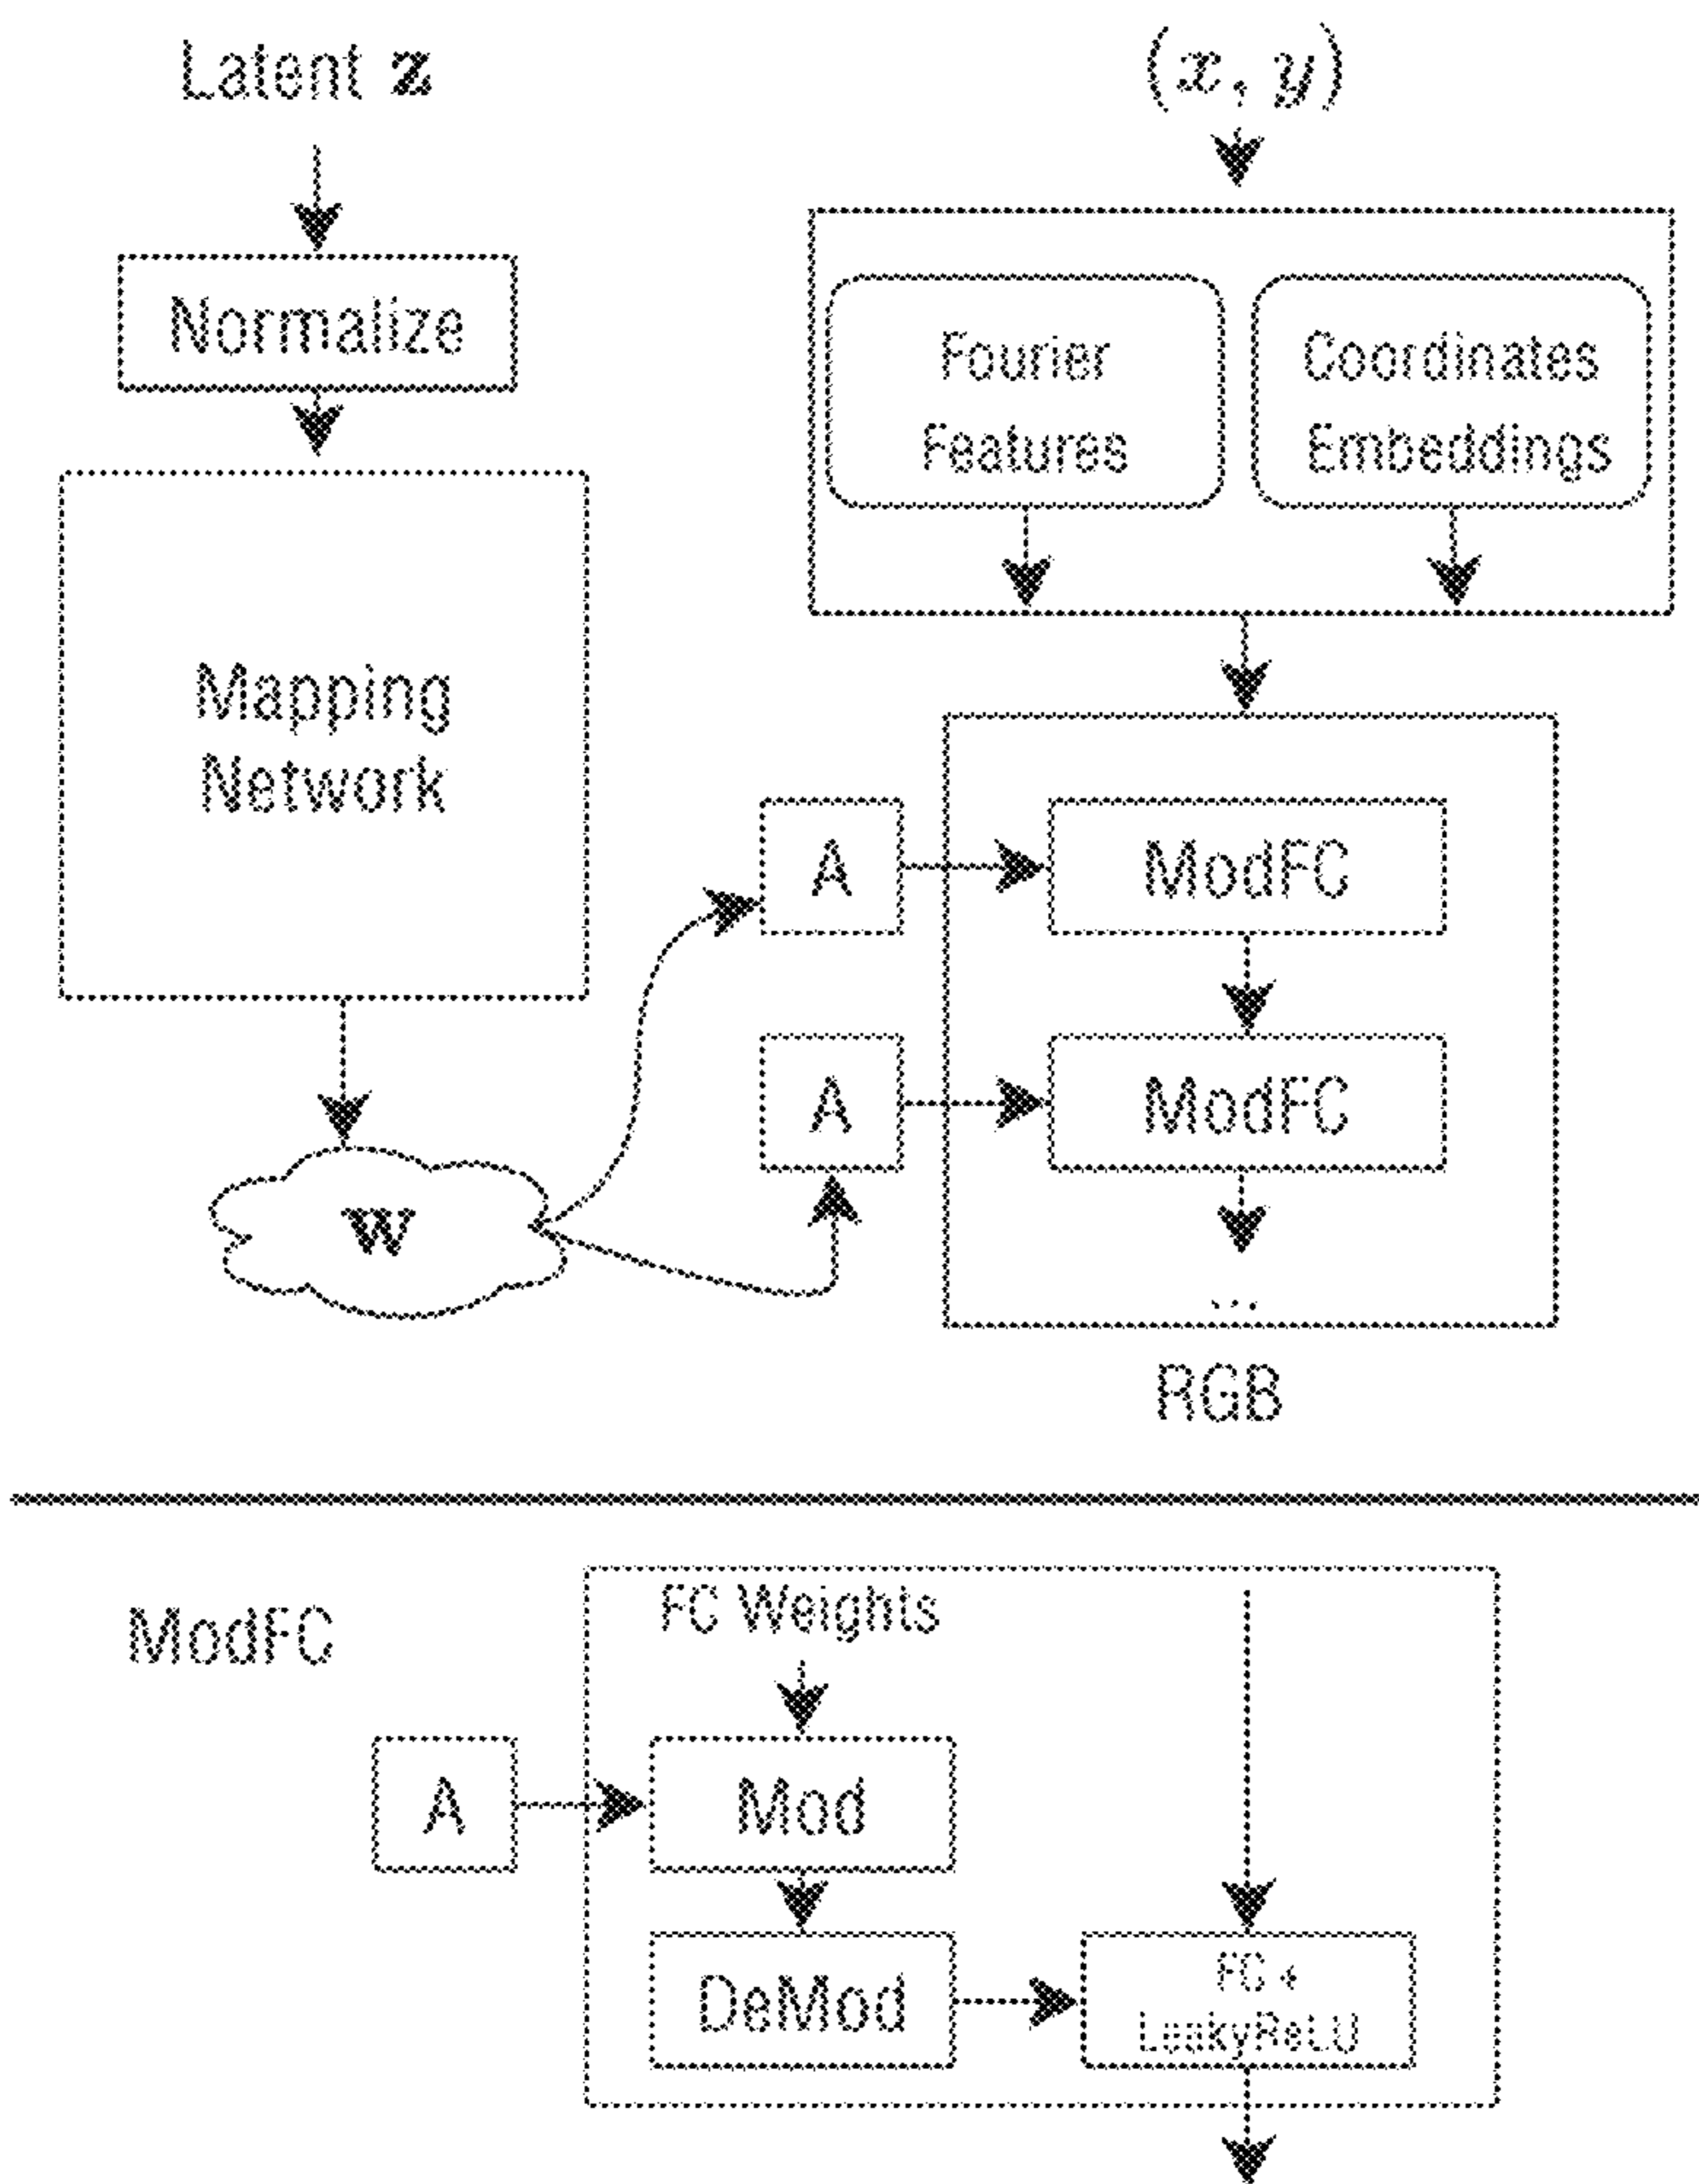 Latent z
(x, y)
Normalize
Fourier
Features
Coordinates
Embeddings
Mapping
Network
A
ModFC
A
ModFC
w
...
RGB
ModFC
FC Weights
A
Mod
DeMod
FC +
LeakyReLU